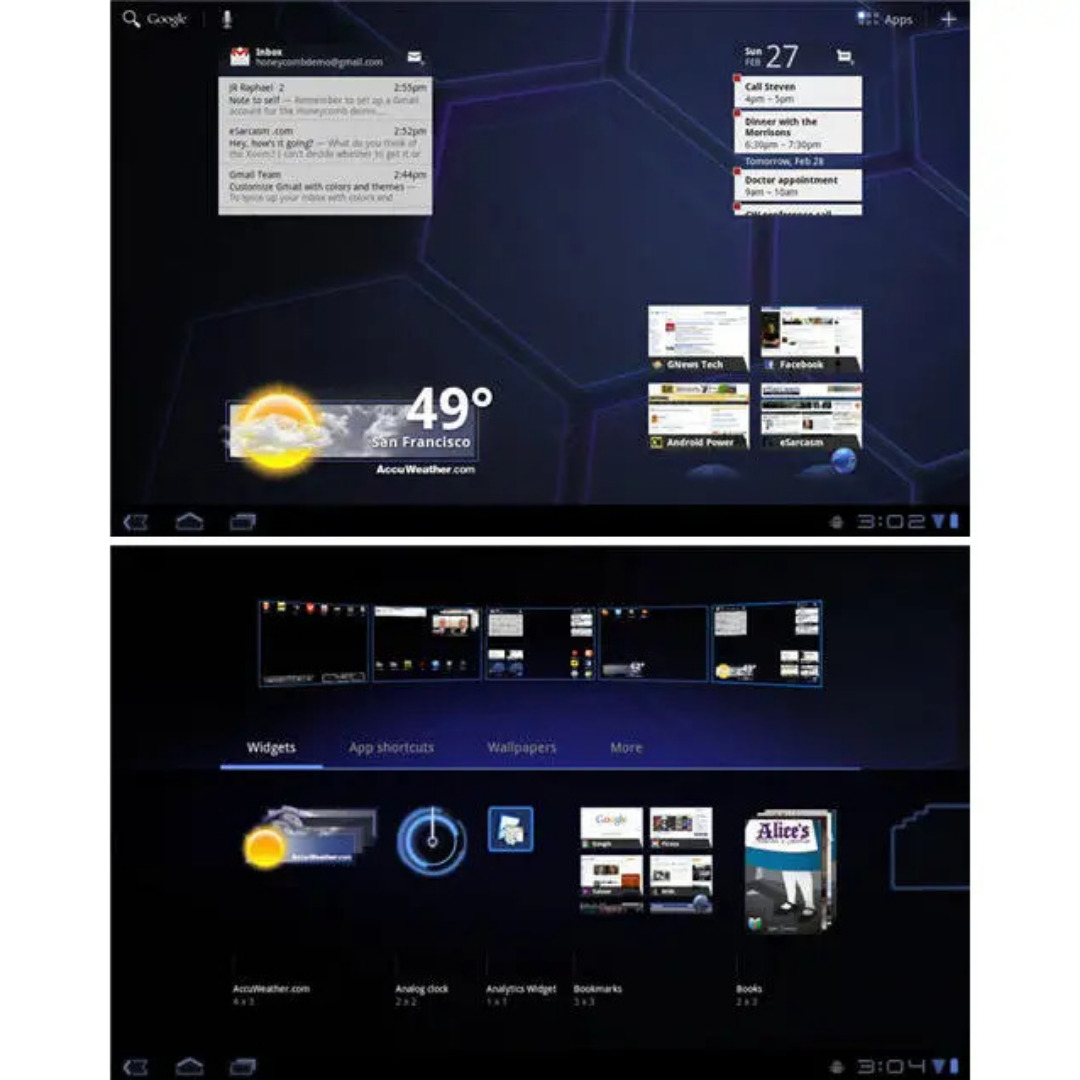 Google
Apps
Inbox
honeycombdemo@gmail.com
JR Raphael 2 2:55pm
Note to self — Remember to set up a Gmail
account for the Honeycomb demo....
eSarcasm .com 2:52pm
Hey, how's it going? — What do you think of
the Xoom? I can't decide whether to get it or
Gmail Team 2:44pm
Customize Gmail with colors and themes —
To spice up your inbox with colors and
Sun
FEB 27
Call Steven
4pm – 5pm
Dinner with the
Morrisons
6:30pm – 7:30pm
Tomorrow, Feb 28
Doctor appointment
9am – 10am
CW conference call
GNews Tech
Facebook
Android Power
eSarcasm
49°
San Francisco
AccuWeather.com
3:02
Widgets
App shortcuts
Wallpapers
More
AccuWeather.com
Google
Alice's
AccuWeather.com
4 x 3
Analog clock
2 x 2
Analytics Widget
1 x 1
Bookmarks
3 x 3
Books
2 x 3
3:04